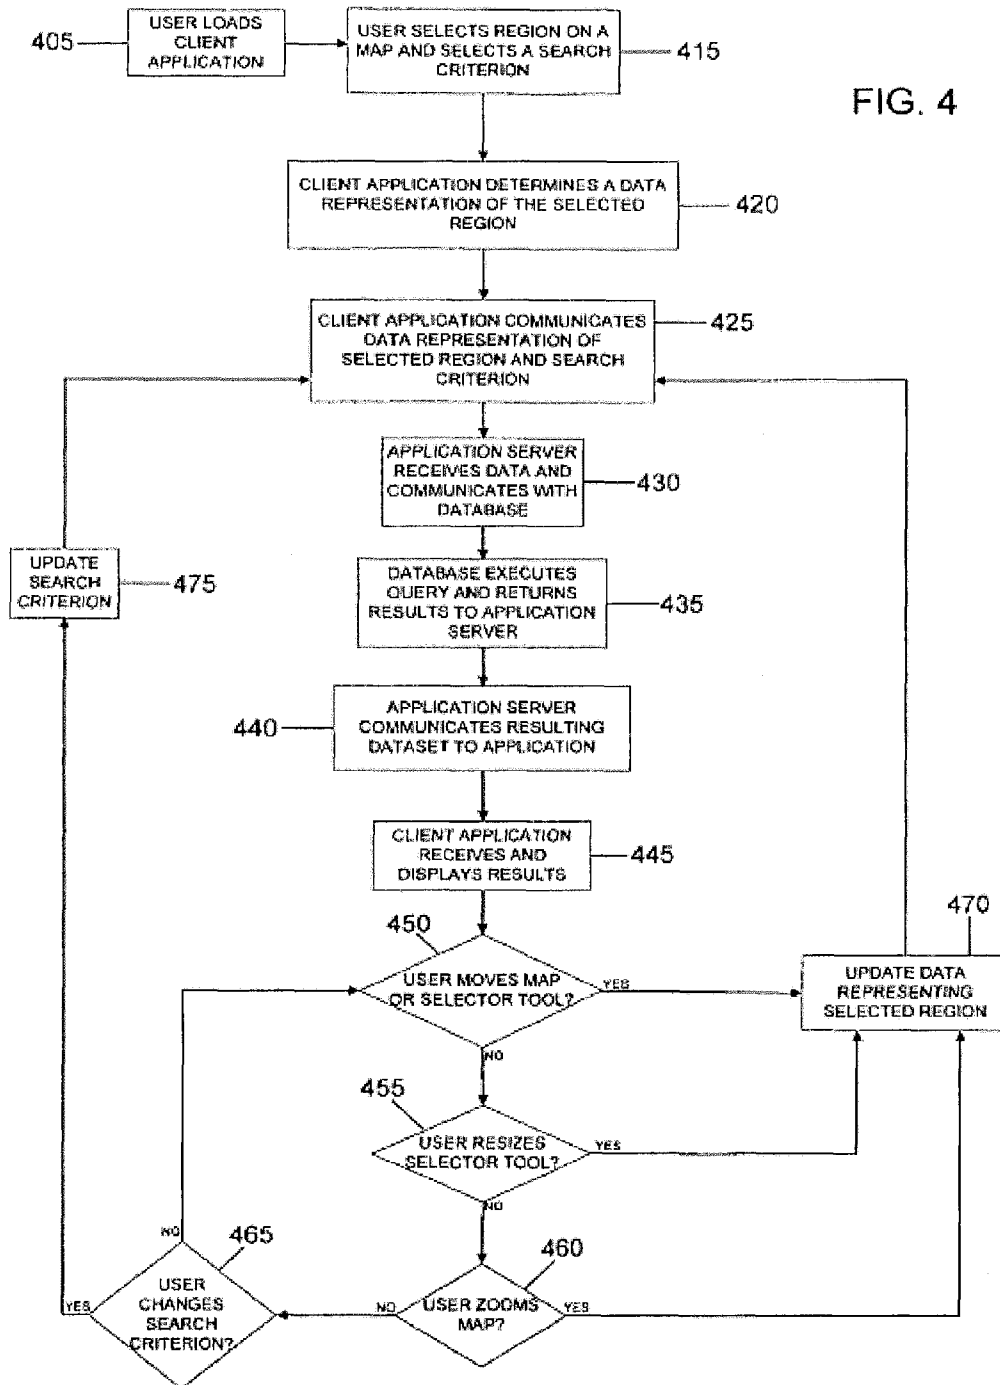 405
USER LOADS
CLIENT
APPLICATION
USER SELECTS REGION ON A
MAP AND SELECTS A SEARCH
CRITERION
415
FIG. 4
CLIENT APPLICATION DETERMINES A DATA
REPRESENTATION OF THE SELECTED
REGION
420
CLIENT APPLICATION COMMUNICATES
DATA REPRESENTATION OF
SELECTED REGION AND SEARCH
CRITERION
425
APPLICATION SERVER
RECEIVES DATA AND
COMMUNICATES WITH
DATABASE
430
UPDATE
SEARCH
CRITERION
475
DATABASE EXECUTES
QUERY AND RETURNS
RESULTS TO APPLICATION
SERVER
435
440
APPLICATION SERVER
COMMUNICATES RESULTING
DATASET TO APPLICATION
CLIENT APPLICATION
RECEIVES AND
DISPLAYS RESULTS
445
450
USER MOVES MAP
OR SELECTOR TOOL?
YES
NO
470
UPDATE DATA
REPRESENTING
SELECTED REGION
455
USER RESIZES
SELECTOR TOOL?
YES
NO
460
USER ZOOMS
MAP?
YES
NO
465
USER
CHANGES
SEARCH
CRITERION?
NO
YES